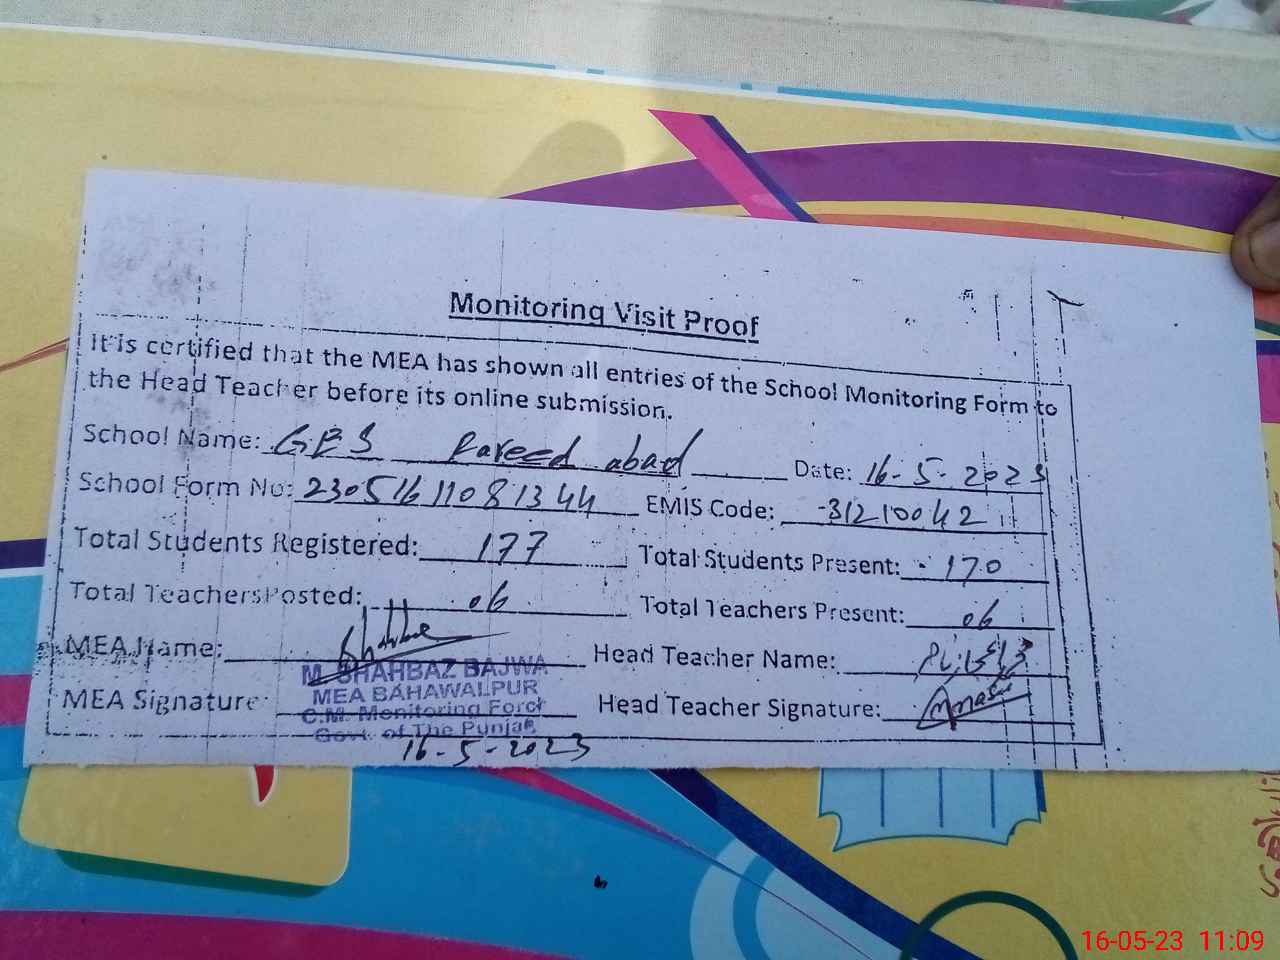 Monitoring Visit Proof
It is certified that the MEA has shown all entries of the School Monitoring Form to
the Head Teacher before its online submission.
School Name: GES Fareed abad Date: 16-5-2023
School Form No: 23051611081344 EMIS Code: 31210042
Total Students Registered: 177 Total Students Present: 170
Total Teachers Posted: 06 Total Teachers Present: 06
MEA Name: Head Teacher Name:
M. SHAHBAZ BAJWA
MEA BAHAWALPUR
MEA Signature: Head Teacher Signature:
C.M. Monitoring Force
Govt. of The Punjab
16-5-2023
16-05-23 11:09